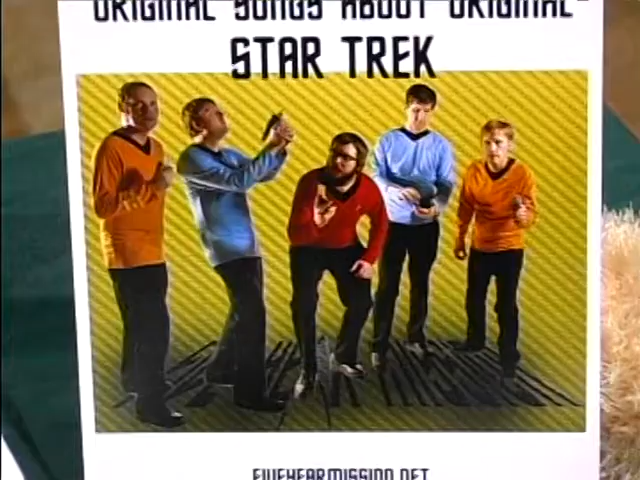 ORIGINAL SONGS ABOUT ORIGINAL
STAR TREK
FIVEYEARMISSION.NET